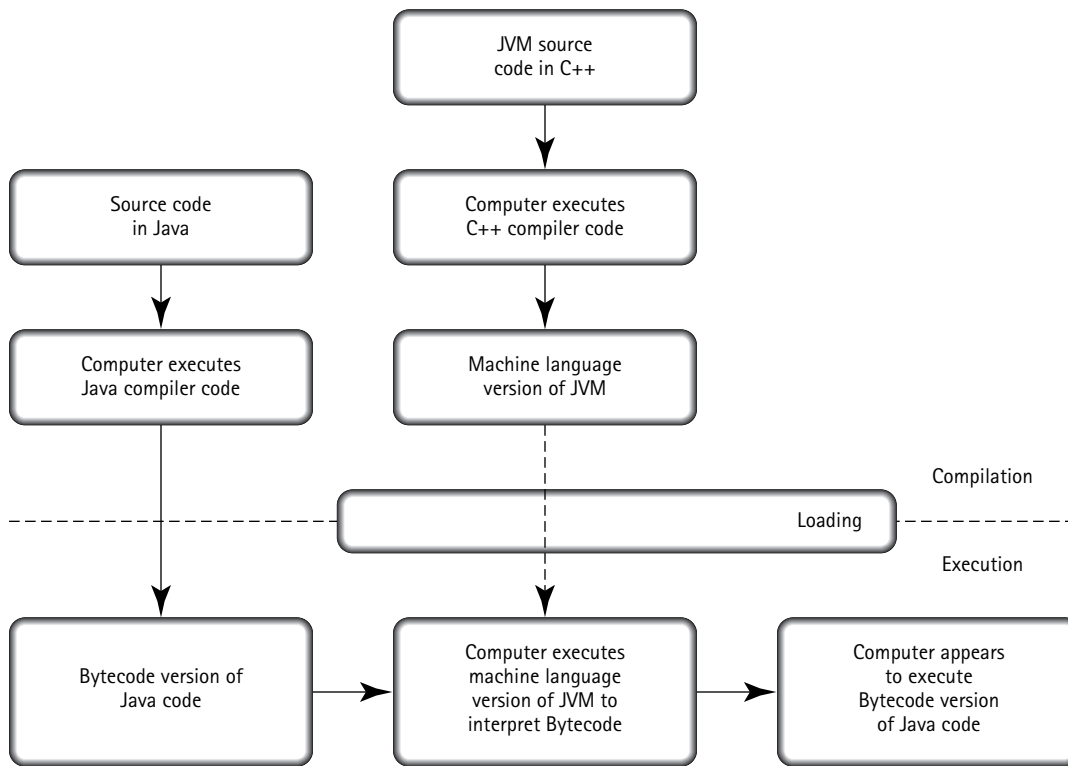 JVM source
code in C++
Source code
in Java
Computer executes
C++ compiler code
Computer executes
Java compiler code
Machine language
version of JVM
Compilation
Loading
Execution
Bytecode version of
Java code
Computer executes
machine language
version of JVM to
interpret Bytecode
Computer appears
to execute
Bytecode version
of Java code